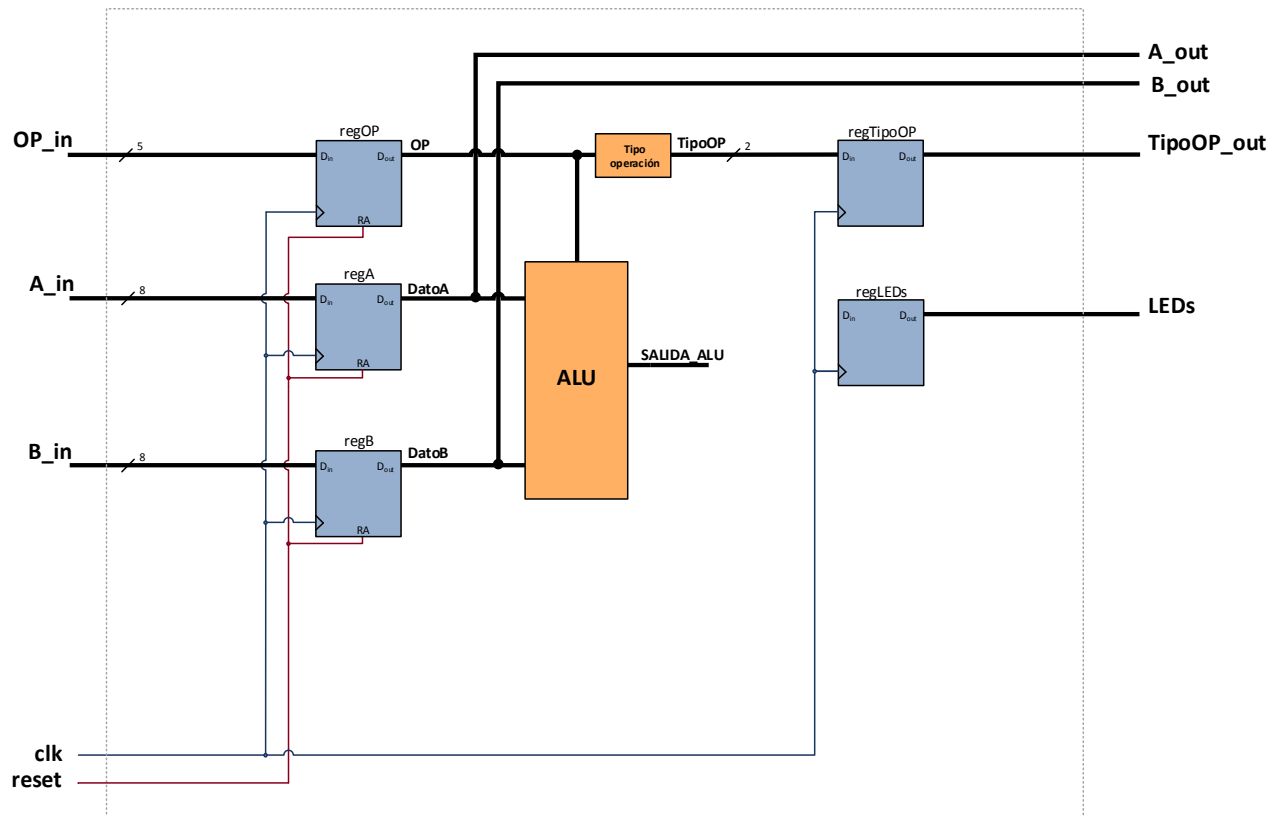 A_out
B_out
OP_in
5
regOP
Din
Dout
RA
OP
Tipo
operación
TipoOP
2
regTipoOP
Din
Dout
TipoOP_out
A_in
8
regA
Din
Dout
RA
DatoA
regLEDs
Din
Dout
LEDs
ALU
SALIDA_ALU
B_in
8
regB
Din
Dout
RA
DatoB
clk
reset